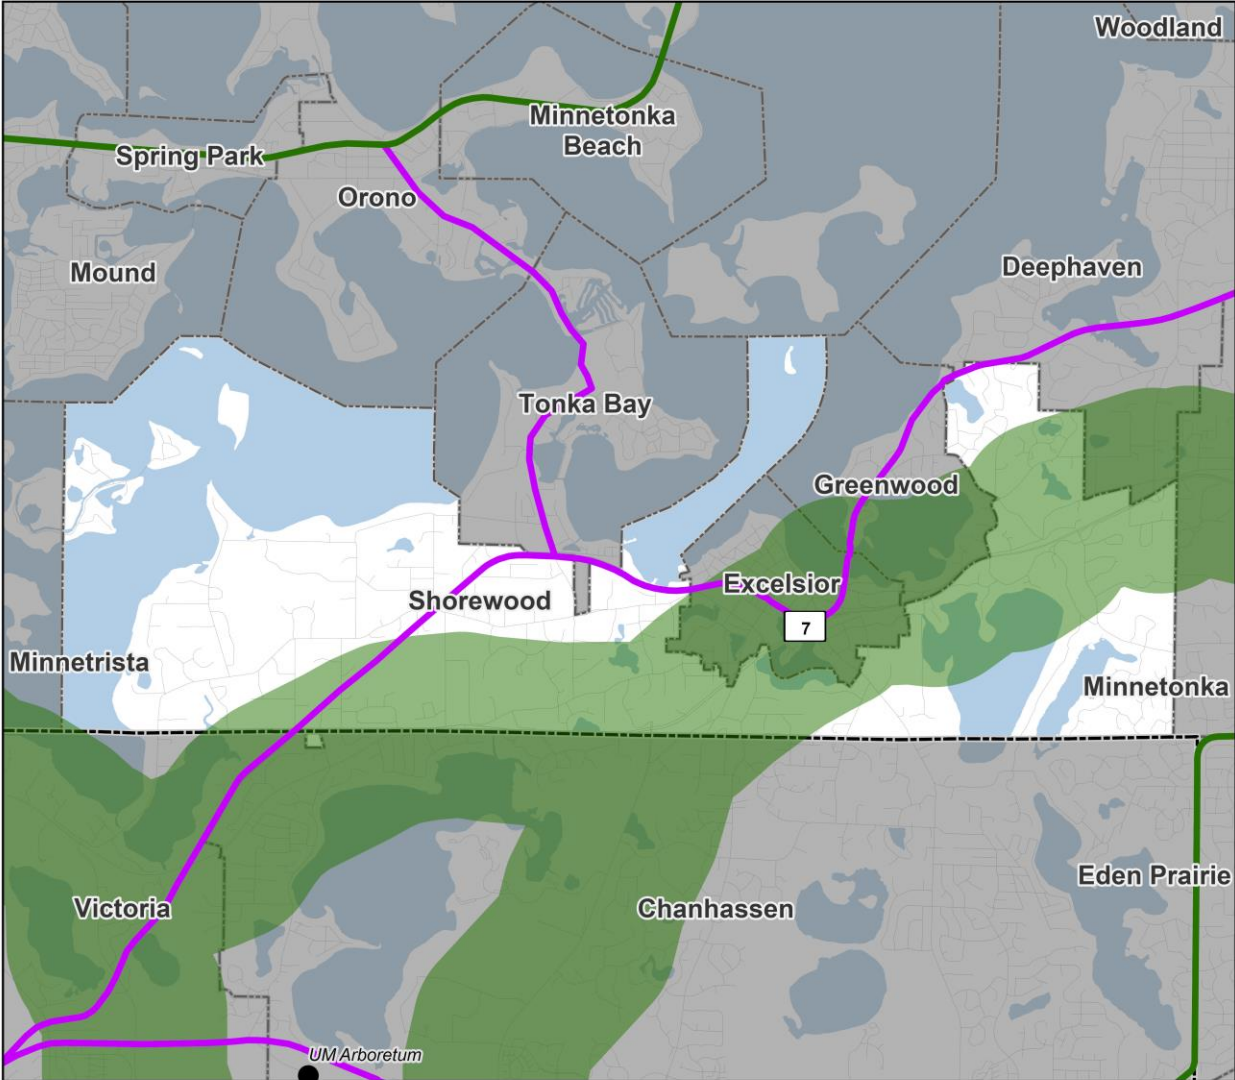 Woodland
Minnetonka
Beach
Spring Park
Orono
Mound
Deephaven
Tonka Bay
Greenwood
Excelsior
Shorewood
7
Minnetrista
Minnetonka
Eden Prairie
Victoria
Chanhassen
UM Arboretum